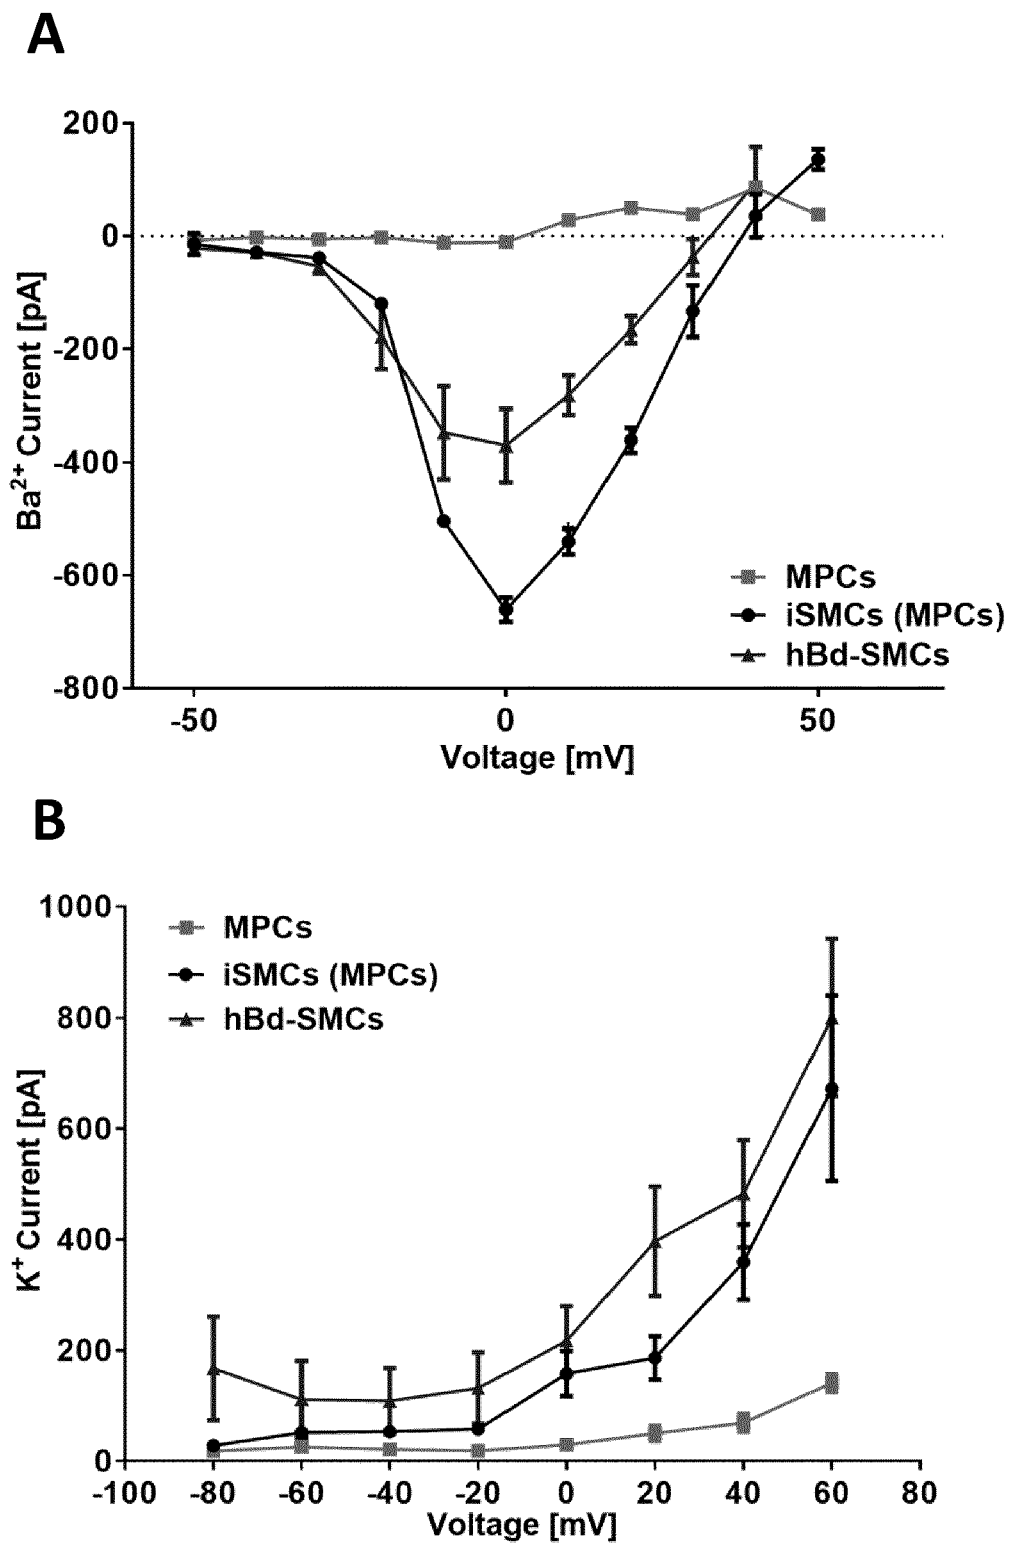 A
200
0
-200
-400
-600
-800
Ba2+ Current [pA]
MPCs
iSMCs (MPCs)
hBd-SMCs
-50
0
50
Voltage [mV]
B
1000
800
600
400
200
0
K+ Current [pA]
MPCs
iSMCs (MPCs)
hBd-SMCs
-100 -80 -60 -40 -20 0 20 40 60 80
Voltage [mV]